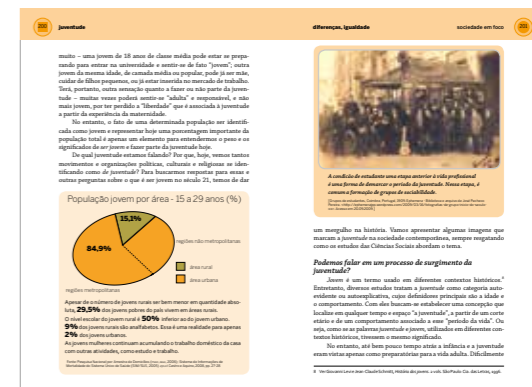 200
juventude
muito – uma jovem de 18 anos de classe média pode estar se prepa-
rando para entrar na universidade e sentir-se de fato "jovem"; outra
jovem da mesma idade, de camada média ou popular, pode já ser mãe,
cuidar de filhos pequenos, ou já estar inserida no mercado de trabalho.
Terá, portanto, outra sensação quanto a fazer ou não parte da juven-
tude – muitas vezes poderá sentir-se "adulta" e responsável, e não
mais jovem, por ter perdido a "liberdade" que é associada à juventude
a partir da experiência da maternidade.
No entanto, o fato de uma determinada população ser identifi-
cada como jovem e representar hoje uma porcentagem importante da
população total é apenas um elemento para entendermos o peso e os
significados de ser jovem e fazer parte da juventude hoje.
De qual juventude estamos falando? Por que, hoje, vemos tantos
movimentos e organizações políticas, culturais e religiosas se iden-
tificando como de juventude? Para buscarmos respostas para essas e
outras perguntas sobre o que é ser jovem no século 21, temos de dar
População jovem por área - 15 a 29 anos (%)
15,1%
84,9%
regiões não metropolitanas
regiões metropolitanas
área rural
área urbana
Apesar de o número de jovens rurais ser bem menor em quantidade abso-
luta, 29,5% dos jovens pobres do país vivem em áreas rurais.
O nível escolar do jovem rural é 50% inferior ao do jovem urbano.
9% dos jovens rurais são analfabetos. Essa é uma realidade para apenas
2% dos jovens urbanos.
As jovens mulheres continuam acumulando o trabalho doméstico da casa
com outras atividades, como estudo e trabalho.
diferenças, igualdade
sociedade em foco
201
A condição de estudante uma etapa anterior à vida profissional
é uma forma de demarcar o período da juventude. Nessa etapa, é
comum a formação de grupos de sociabilidade.
um mergulho na história. Vamos apresentar algumas imagens que
marcam a juventude na sociedade contemporânea, sempre resgatando
como os estudos das Ciências Sociais abordam o tema.
Podemos falar em um processo de surgimento da
juventude?
Jovem é um termo usado em diferentes contextos históricos.
Entretanto, diversos estudos tratam a juventude como categoria auto-
evidente ou autoexplicativa, cujos definidores principais são a idade e
o comportamento. Com eles buscam-se estabelecer uma concepção que
localize em qualquer tempo e espaço "a juventude", a partir de um corte
etário e de um comportamento associado a esse "período da vida". Ou
seja, como se as palavras juventude e jovem, utilizados em diferentes con-
textos históricos, tivessem o mesmo significado.
No entanto, até bem pouco tempo atrás a infância e a juventude
eram vistas apenas como preparatórias para a vida adulta. Dificilmente